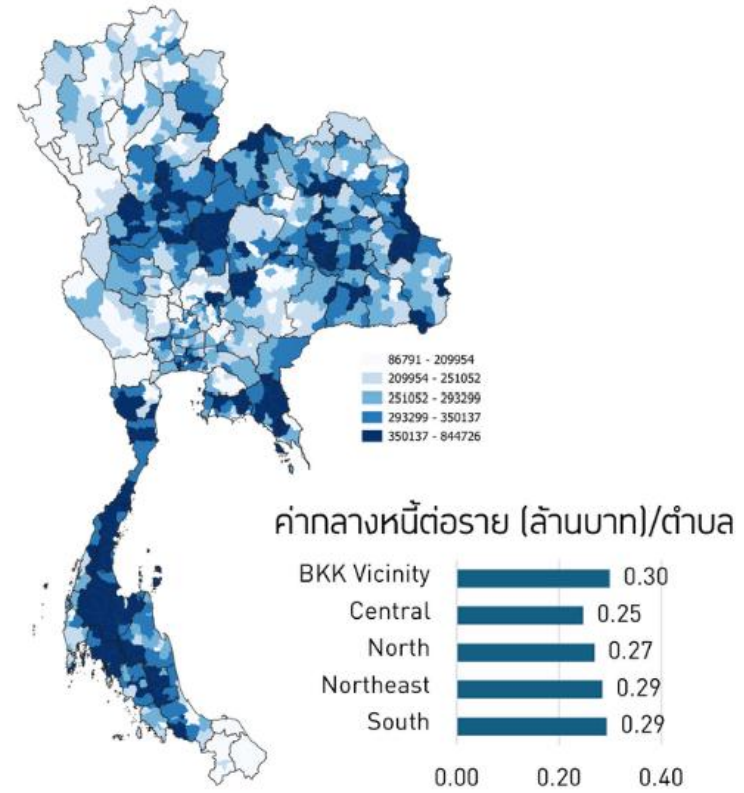 86791 - 209954
209954 - 251052
251052 - 293299
293299 - 350137
350137 - 844726
ค่ากลางหนี้ต่อราย (ล้านบาท)/ตำบล
BKK Vicinity 0.30
Central 0.25
North 0.27
Northeast 0.29
South 0.29
0.00 0.20 0.40